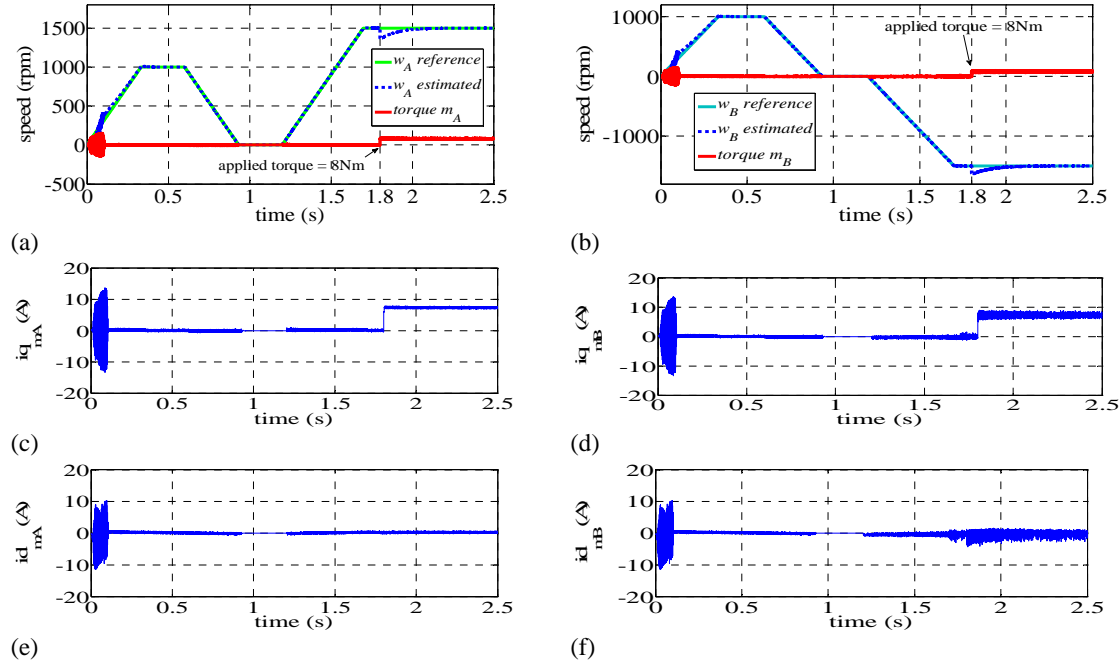 1500
1000
500
0
-500
speed (rpm)
w_A reference
w_A estimated
torque m_A
applied torque = 8Nm
0 0.5 1 1.5 1.8 2 2.5
time (s)
(a)
1000
0
-1000
speed (rpm)
applied torque = 8Nm
w_B reference
w_B estimated
torque m_B
0 0.5 1 1.5 1.8 2 2.5
time (s)
(b)
20
10
0
-10
-20
iq_mA (A)
0 0.5 1 1.5 2 2.5
time (s)
(c)
20
10
0
-10
-20
iq_mB (A)
0 0.5 1 1.5 2 2.5
time (s)
(d)
20
10
0
-10
-20
id_mA (A)
0 0.5 1 1.5 2 2.5
time (s)
(e)
20
10
0
-10
-20
id_mB (A)
0 0.5 1 1.5 2 2.5
time (s)
(f)